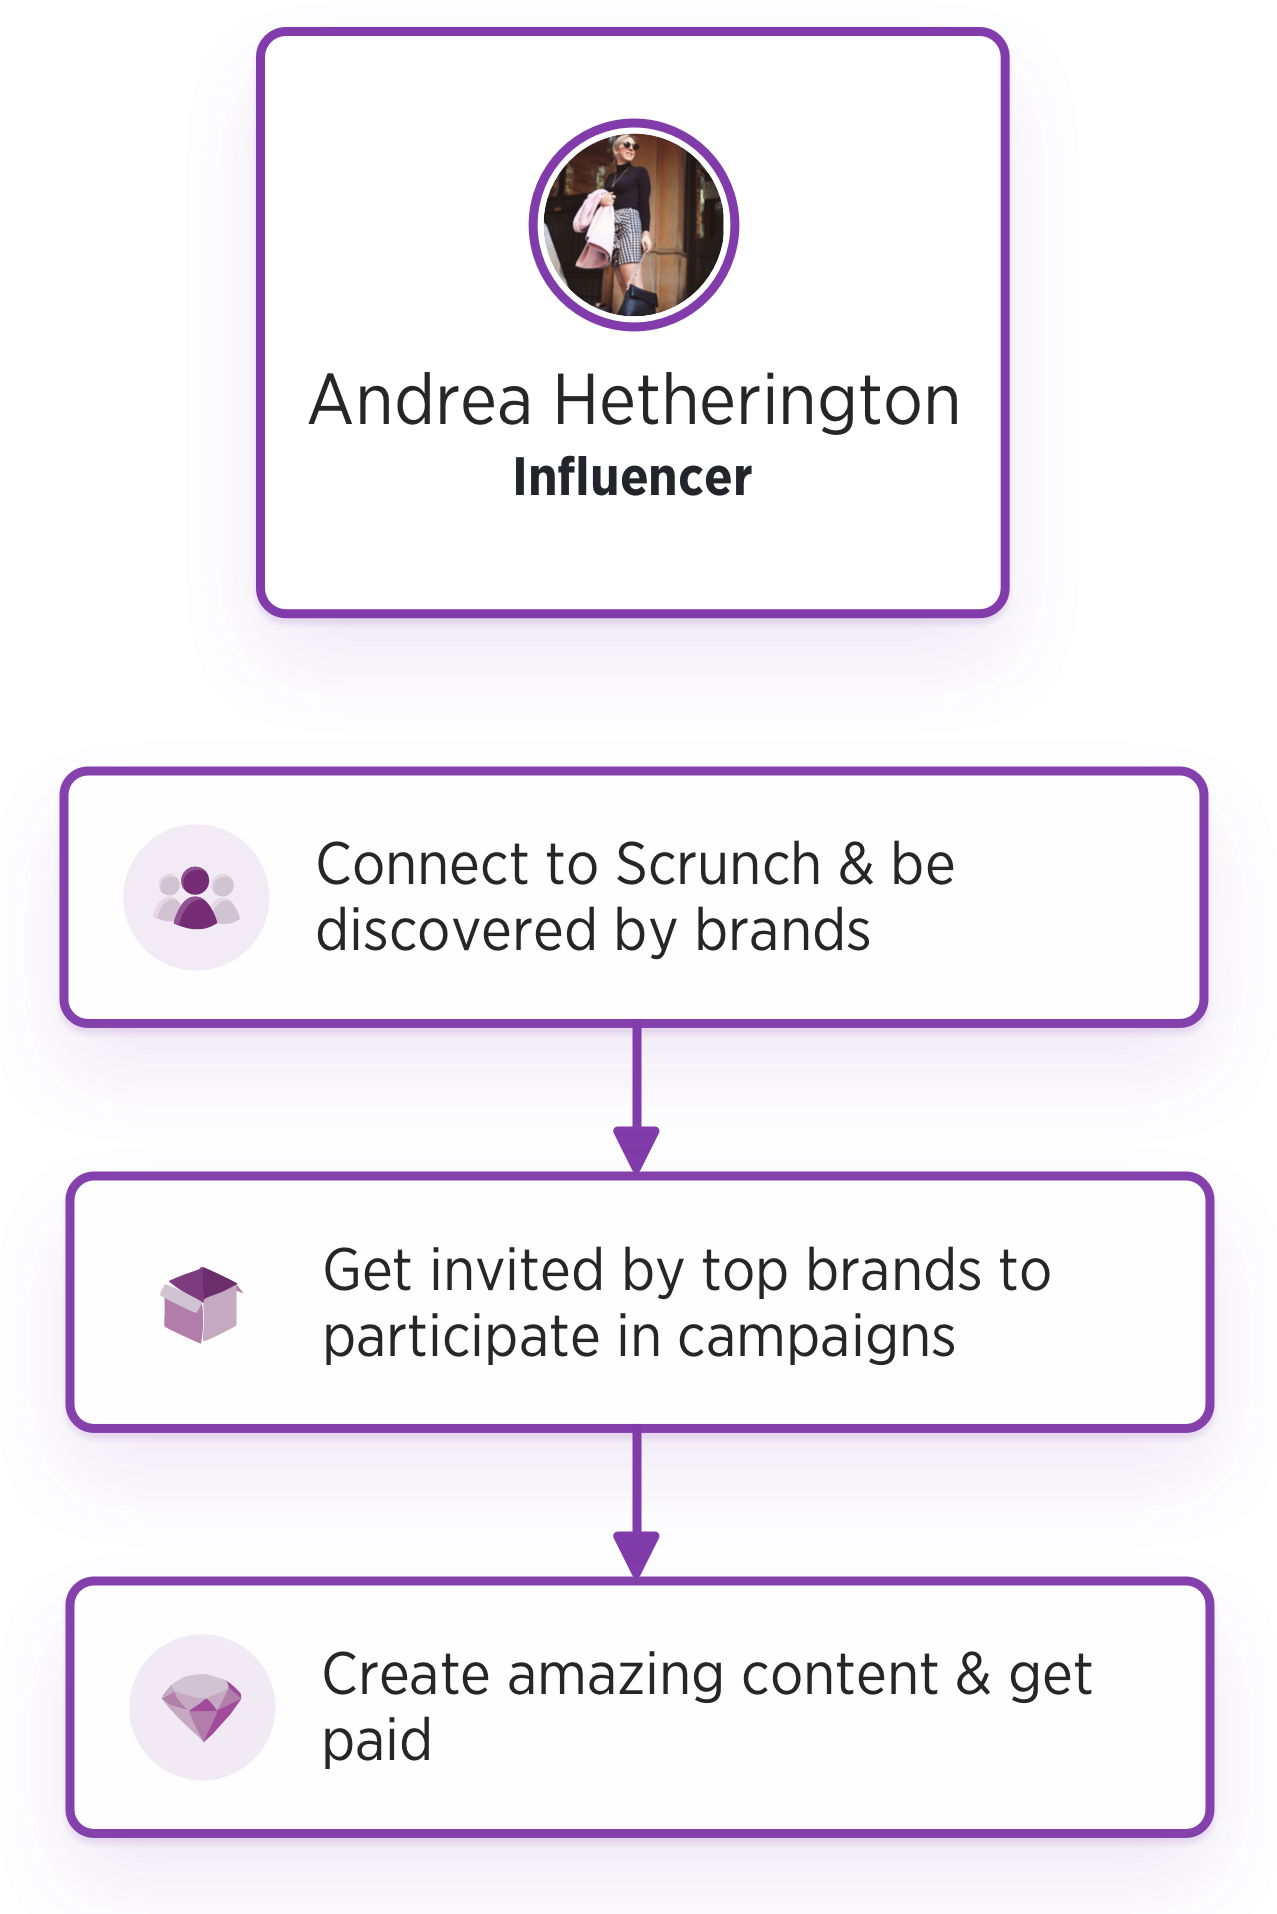 Andrea Hetherington
Influencer
Connect to Scrunch & be
discovered by brands
Get invited by top brands to
participate in campaigns
Create amazing content & get
paid